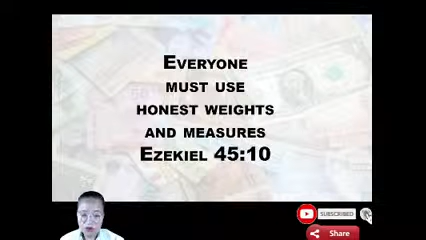 Everyone
must use
honest weights
and measures
Ezekiel 45:10
SUBSCRIBED
Share